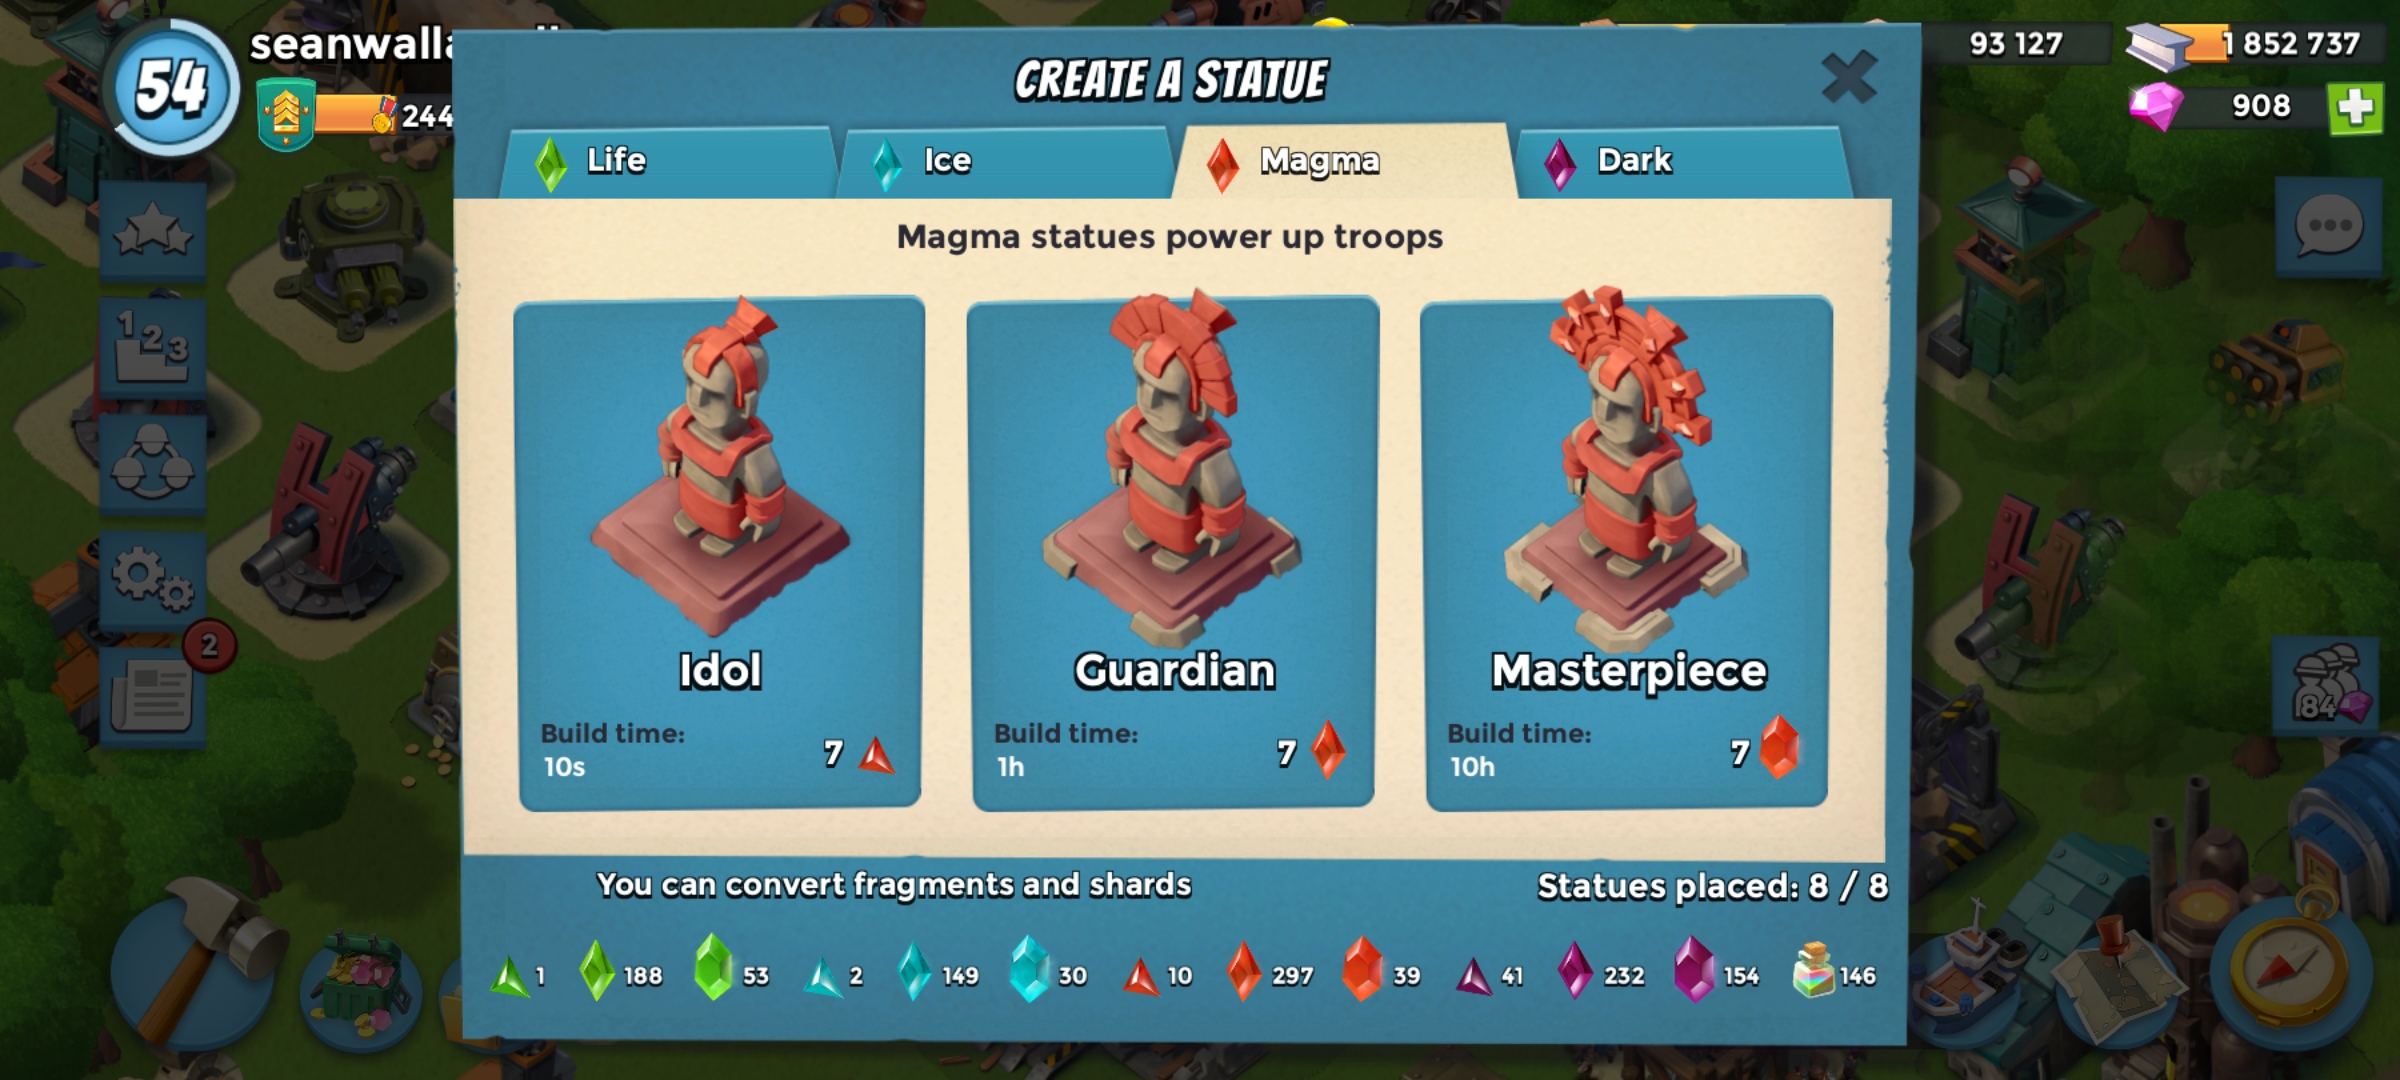 54
244
93 127
1 852 737
908
CREATE A STATUE
Life
Ice
Magma
Dark
Magma statues power up troops
Idol
Build time:
10s
7
Guardian
Build time:
1h
7
Masterpiece
Build time:
10h
7
1 2 3
2
84
You can convert fragments and shards
Statues placed: 8 / 8
1 188 53 2 149 30 10 297 39 41 232 154 146